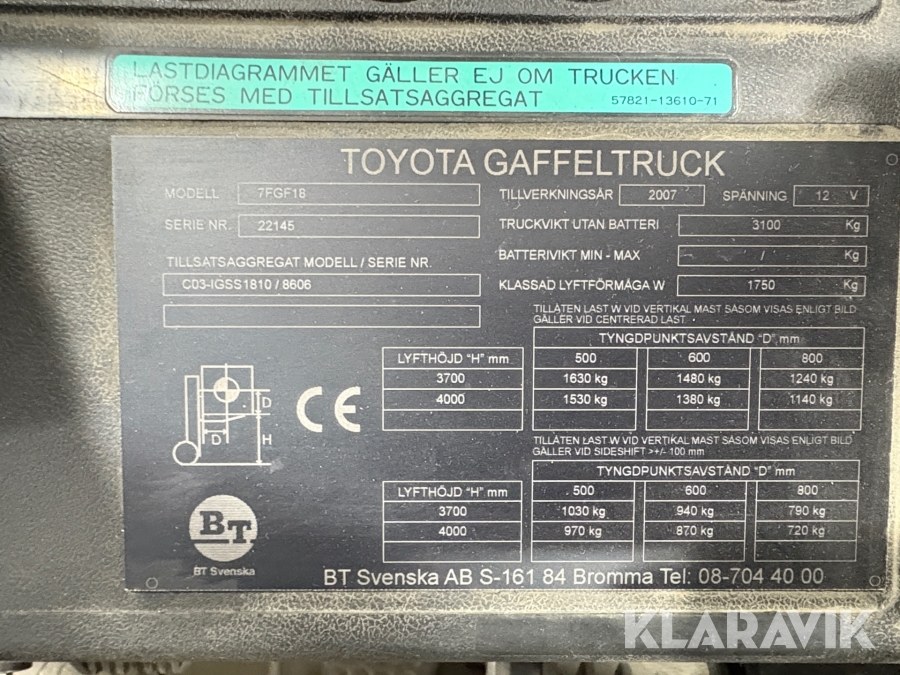 LASTDIAGRAMMET GÄLLER EJ OM TRUCKEN
FÖRSES MED TILLSATSAGGREGAT 57821-13610-71
TOYOTA GAFFELTRUCK
MODELL 7FGF18 TILLVERKNINGSÅR 2007 SPÄNNING 12 V
SERIE NR. 22145 TRUCKVIKT UTAN BATTERI 3100 Kg
BATTERIVIKT MIN - MAX / Kg
TILLSATSAGGREGAT MODELL / SERIE NR.
C03-IGSS1810 / 8606 KLASSAD LYFTFÖRMÅGA W 1750 Kg
TILLÅTEN LAST W VID VERTIKAL MAST SÅSOM VISAS ENLIGT BILD
GÄLLER VID CENTRERAD LAST
TYNGDPUNKTSAVSTÅND "D" mm
LYFTHÖJD "H" mm 500 600 800
3700 1630 kg 1480 kg 1240 kg
4000 1530 kg 1380 kg 1140 kg
D
D H
CE
TILLÅTEN LAST W VID VERTIKAL MAST SÅSOM VISAS ENLIGT BILD
GÄLLER VID SIDESHIFT >+/- 100 mm
TYNGDPUNKTSAVSTÅND "D" mm
LYFTHÖJD "H" mm 500 600 800
3700 1030 kg 940 kg 790 kg
4000 970 kg 870 kg 720 kg
BT
BT Svenska
BT Svenska AB S-161 84 Bromma Tel: 08-704 40 00
KLARAVIK